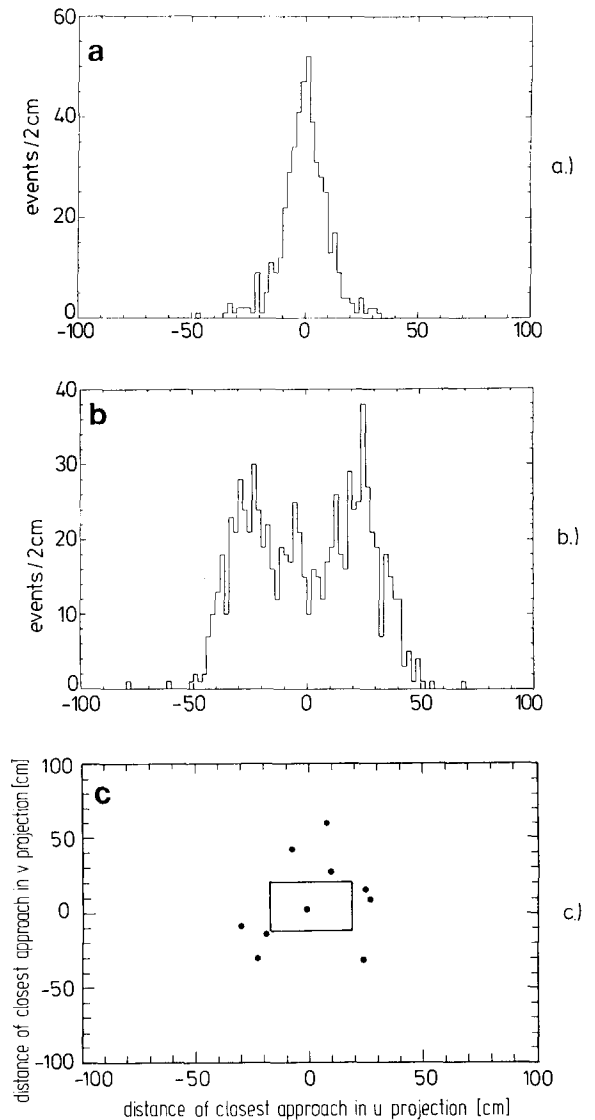 60
a
40
events/2cm
a.)
20
0
-100 -50 0 50 100
40
b
30
20
events/2cm
b.)
10
0
-100 -50 0 50 100
distance of closest approach in v projection [cm]
100
c
50
0
c.)
-50
-100
-100 -50 0 50 100
distance of closest approach in u projection [cm]